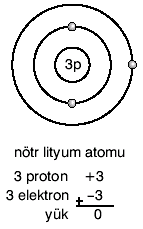 3p
nötr lityum atomu
3 proton +3
3 elektron + −3
yük 0